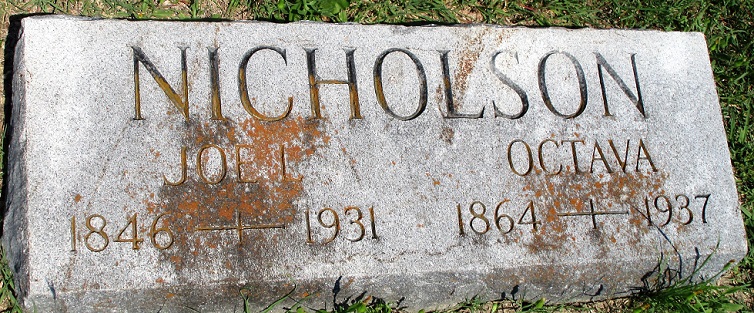 NICHOLSON
JOE L. OCTAVA
1846 1931 1864 1937